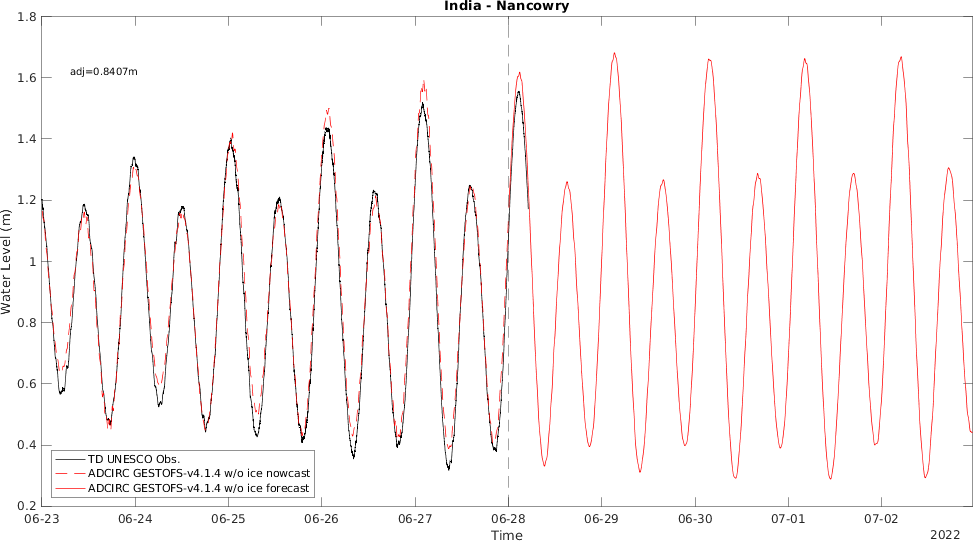 India - Nancowry
1.8
1.6
1.4
1.2
1
0.8
0.6
0.4
0.2
Water Level (m)
adj=0.8407m
TD UNESCO Obs.
ADCIRC GESTOFS-v4.1.4 w/o ice nowcast
ADCIRC GESTOFS-v4.1.4 w/o ice forecast
06-23 06-24 06-25 06-26 06-27 06-28 06-29 06-30 07-01 07-02
Time
2022